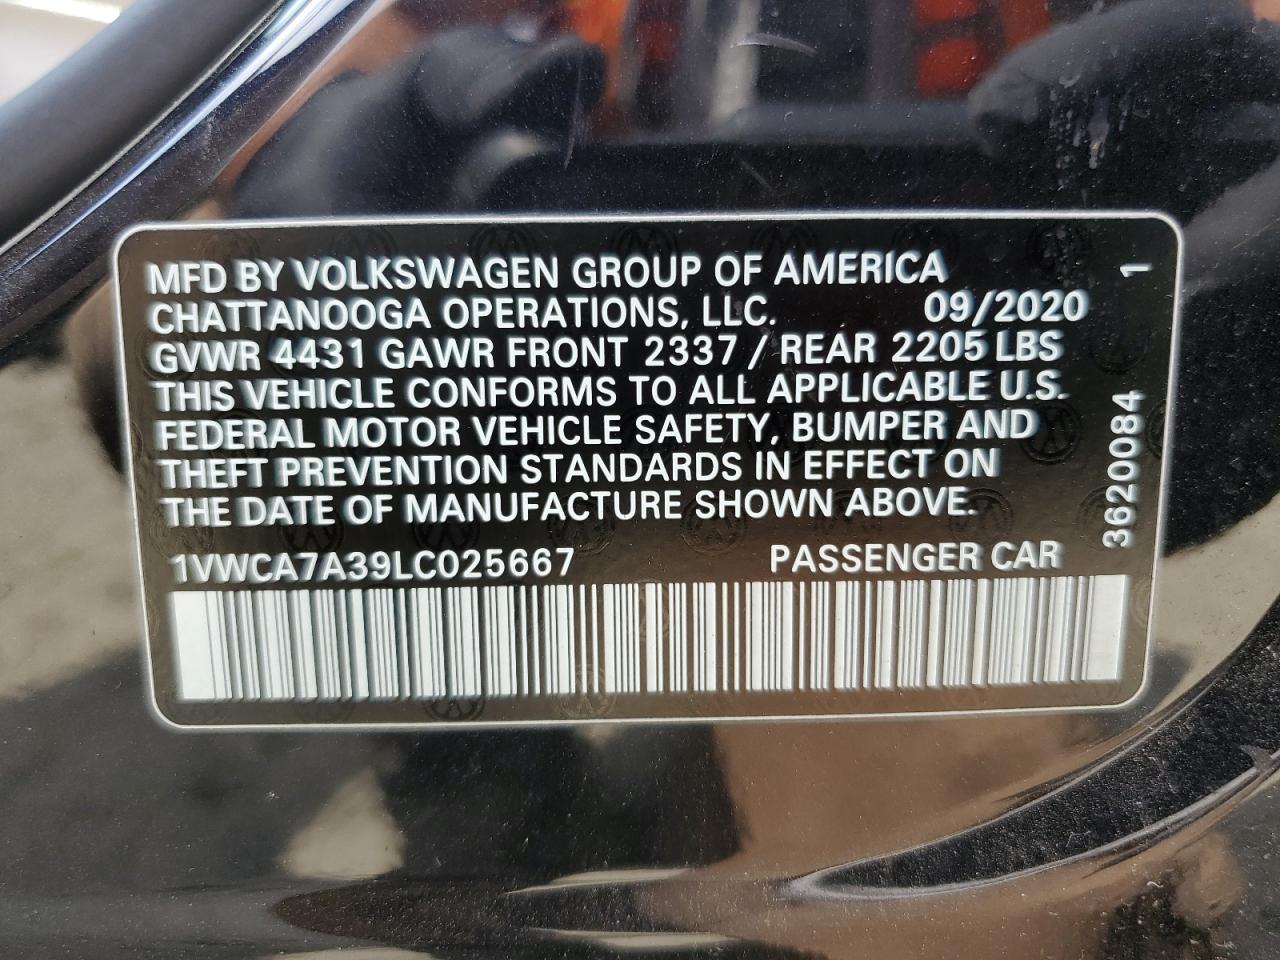 MFD BY VOLKSWAGEN GROUP OF AMERICA
CHATTANOOGA OPERATIONS, LLC. 09/2020
GVWR 4431 GAWR FRONT 2337 / REAR 2205 LBS
THIS VEHICLE CONFORMS TO ALL APPLICABLE U.S.
FEDERAL MOTOR VEHICLE SAFETY, BUMPER AND
THEFT PREVENTION STANDARDS IN EFFECT ON
THE DATE OF MANUFACTURE SHOWN ABOVE.
1VWCA7A39LC025667 PASSENGER CAR
3620084 1